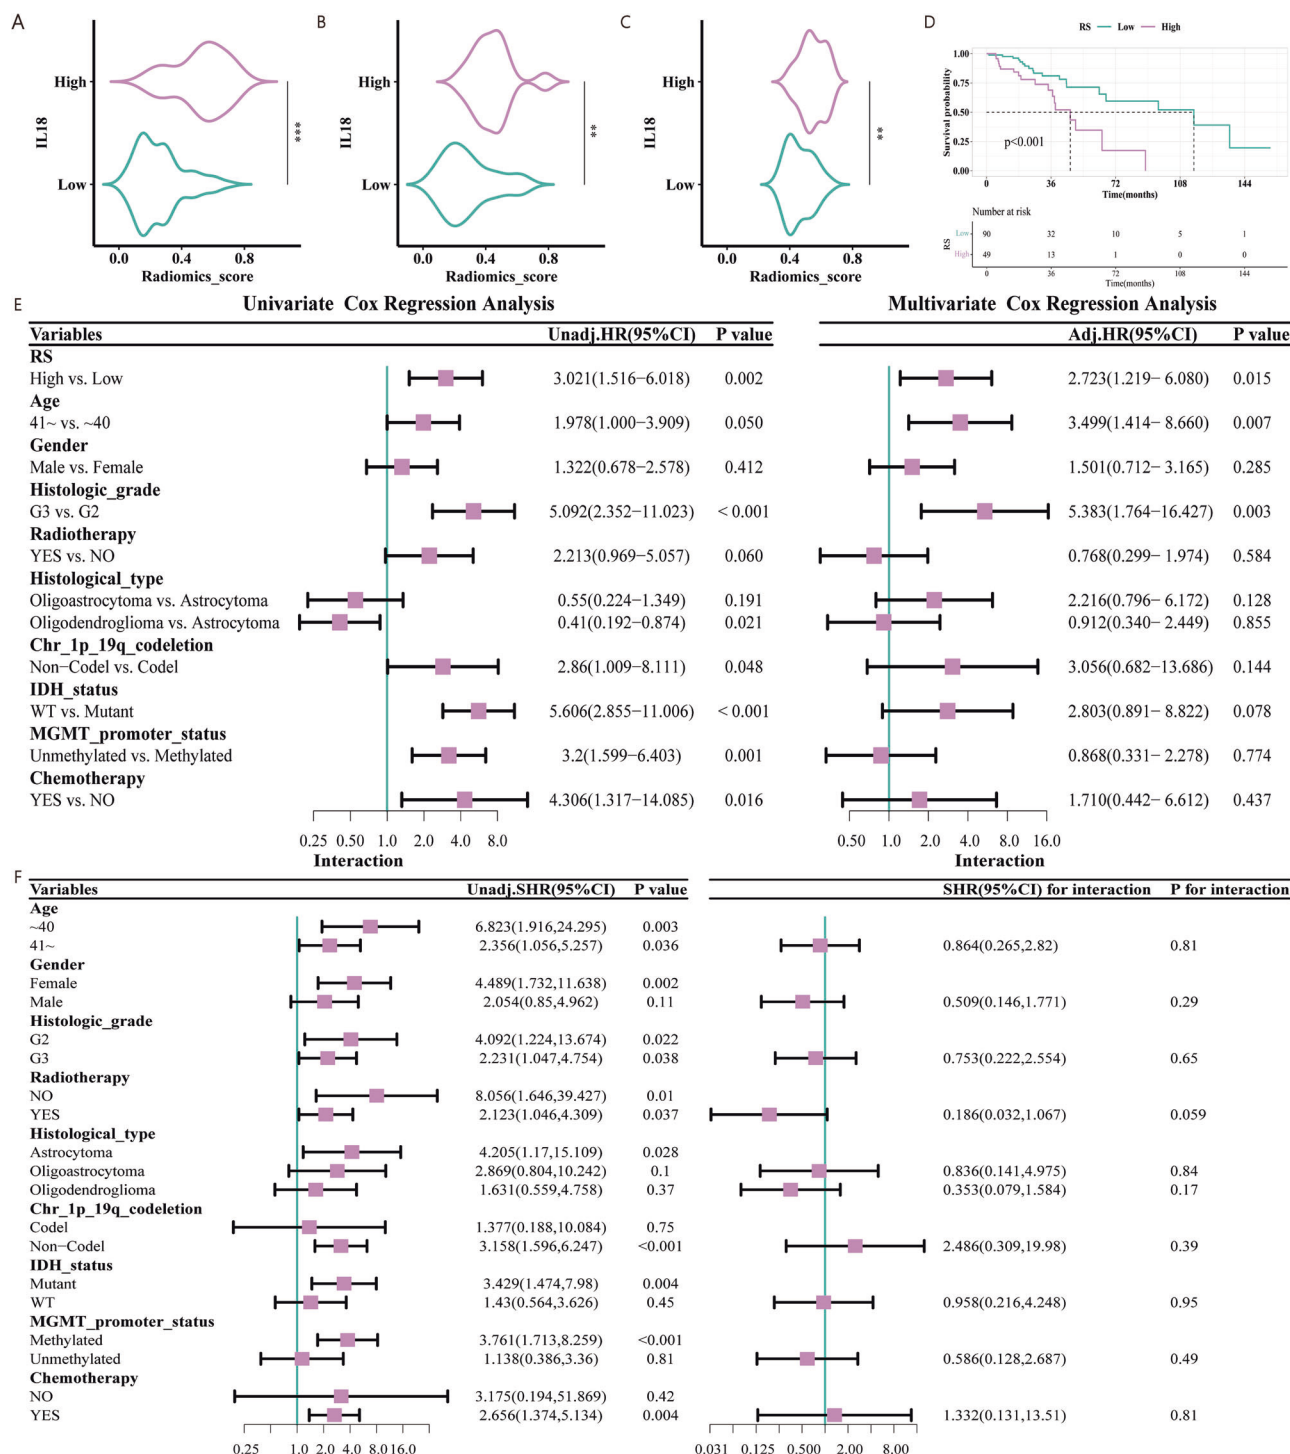 A
High
Low
IL18
***
0.0 0.4 0.8
Radiomics_score
B
High
Low
IL18
**
0.0 0.4 0.8
Radiomics_score
C
High
Low
IL18
**
0.0 0.4 0.8
Radiomics_score
D
RS Low High
Survival probability
1.00
0.75
0.50
0.25
0.00
p<0.001
0 36 72 108 144
Time(months)
Number at risk
RS
Low 90 32 10 5 1
High 49 13 1 0 0
0 36 72 108 144
Time(months)
E
Univariate Cox Regression Analysis Multivariate Cox Regression Analysis
Variables Unadj.HR(95%CI) P value Adj.HR(95%CI) P value
RS
High vs. Low 3.021(1.516−6.018) 0.002 2.723(1.219− 6.080) 0.015
Age
41~ vs. ~40 1.978(1.000−3.909) 0.050 3.499(1.414− 8.660) 0.007
Gender
Male vs. Female 1.322(0.678−2.578) 0.412 1.501(0.712− 3.165) 0.285
Histologic_grade
G3 vs. G2 5.092(2.352−11.023) < 0.001 5.383(1.764−16.427) 0.003
Radiotherapy
YES vs. NO 2.213(0.969−5.057) 0.060 0.768(0.299− 1.974) 0.584
Histological_type
Oligoastrocytoma vs. Astrocytoma 0.55(0.224−1.349) 0.191 2.216(0.796− 6.172) 0.128
Oligodendroglioma vs. Astrocytoma 0.41(0.192−0.874) 0.021 0.912(0.340− 2.449) 0.855
Chr_1p_19q_codeletion
Non−Codel vs. Codel 2.86(1.009−8.111) 0.048 3.056(0.682−13.686) 0.144
IDH_status
WT vs. Mutant 5.606(2.855−11.006) < 0.001 2.803(0.891− 8.822) 0.078
MGMT_promoter_status
Unmethylated vs. Methylated 3.2(1.599−6.403) 0.001 0.868(0.331− 2.278) 0.774
Chemotherapy
YES vs. NO 4.306(1.317−14.085) 0.016 1.710(0.442− 6.612) 0.437
0.25 0.50 1.0 2.0 4.0 8.0 0.50 1.0 2.0 4.0 8.0 16.0
Interaction Interaction
F
Variables Unadj.SHR(95%CI) P value SHR(95%CI) for interaction P for interaction
Age
~40 6.823(1.916,24.295) 0.003
41~ 2.356(1.056,5.257) 0.036 0.864(0.265,2.82) 0.81
Gender
Female 4.489(1.732,11.638) 0.002
Male 2.054(0.85,4.962) 0.11 0.509(0.146,1.771) 0.29
Histologic_grade
G2 4.092(1.224,13.674) 0.022
G3 2.231(1.047,4.754) 0.038 0.753(0.222,2.554) 0.65
Radiotherapy
NO 8.056(1.646,39.427) 0.01
YES 2.123(1.046,4.309) 0.037 0.186(0.032,1.067) 0.059
Histological_type
Astrocytoma 4.205(1.17,15.109) 0.028
Oligoastrocytoma 2.869(0.804,10.242) 0.1 0.836(0.141,4.975) 0.84
Oligodendroglioma 1.631(0.559,4.758) 0.37 0.353(0.079,1.584) 0.17
Chr_1p_19q_codeletion
Codel 1.377(0.188,10.084) 0.75
Non−Codel 3.158(1.596,6.247) <0.001 2.486(0.309,19.98) 0.39
IDH_status
Mutant 3.429(1.474,7.98) 0.004
WT 1.43(0.564,3.626) 0.45 0.958(0.216,4.248) 0.95
MGMT_promoter_status
Methylated 3.761(1.713,8.259) <0.001
Unmethylated 1.138(0.386,3.36) 0.81 0.586(0.128,2.687) 0.49
Chemotherapy
NO 3.175(0.194,51.869) 0.42
YES 2.656(1.374,5.134) 0.004 1.332(0.131,13.51) 0.81
0.25 1.0 2.0 4.0 8.0 16.0 0.031 0.125 0.500 2.00 8.00